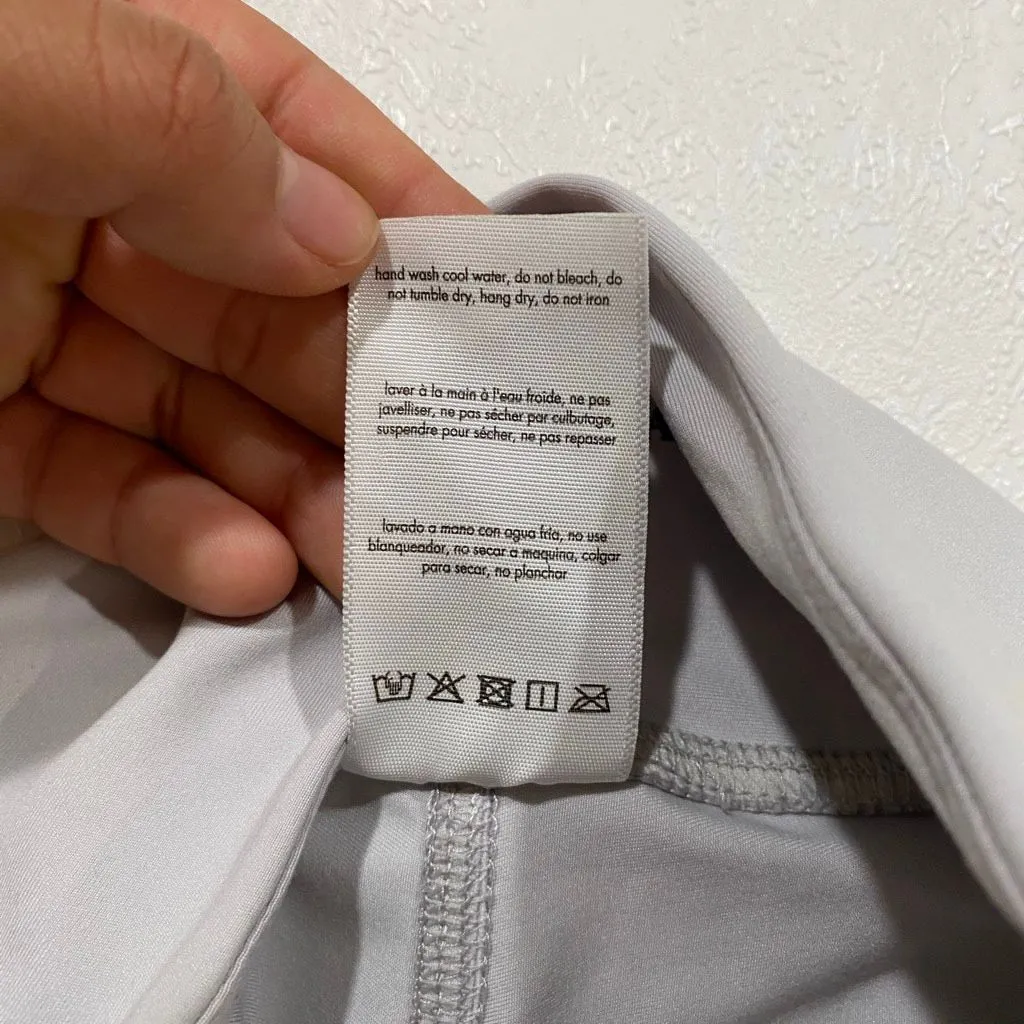 hand wash cool water, do not bleach, do
not tumble dry, hang dry, do not iron
laver à la main à l'eau froide, ne pas
javelliser, ne pas sécher par culbutage,
suspendre pour sécher, ne pas repasser
lavado a mano con agua fria, no use
blanqueador, no secar a maquina, colgar
para secar, no planchar